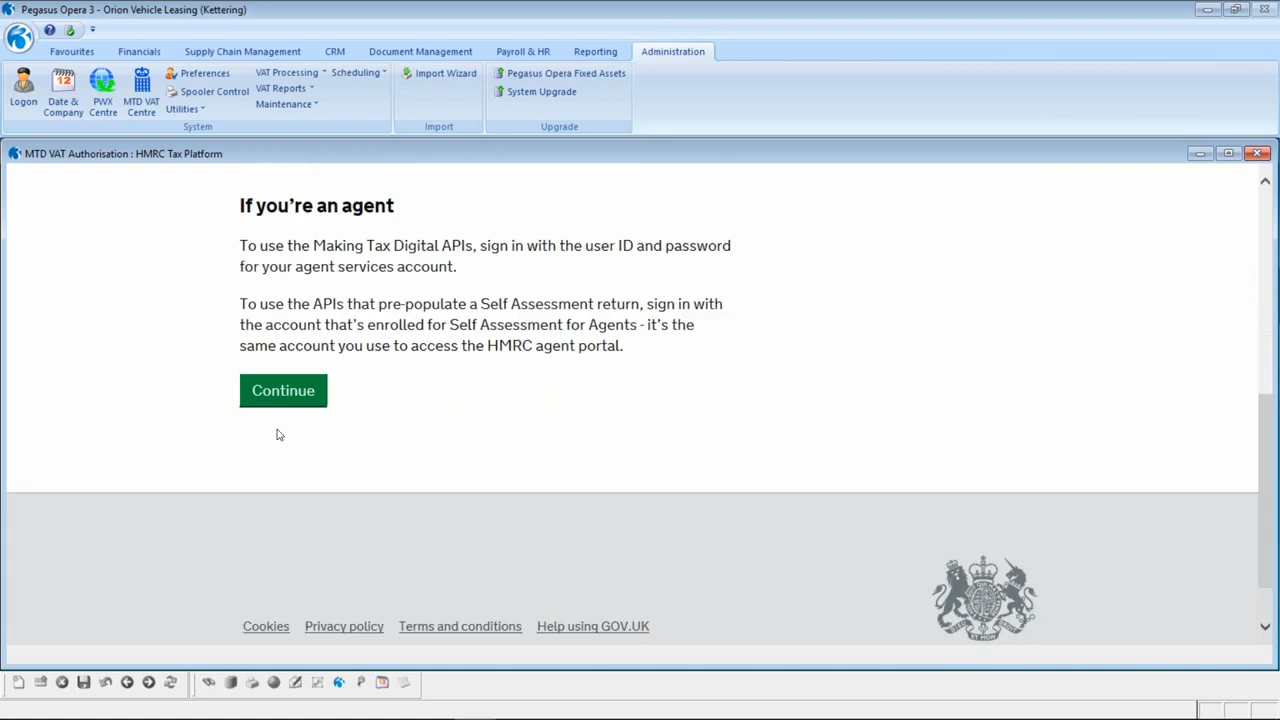 Pegasus Opera 3 - Orion Vehicle Leasing (Kettering)
Favourites Financials Supply Chain Management CRM Document Management Payroll & HR Reporting Administration
Logon
12
Date & Company
PWX Centre
MTD VAT Centre
Preferences
Spooler Control
Utilities
VAT Processing
VAT Reports
Maintenance
Scheduling
Import Wizard
Pegasus Opera Fixed Assets
System Upgrade
System Import Upgrade
MTD VAT Authorisation : HMRC Tax Platform
If you're an agent
To use the Making Tax Digital APIs, sign in with the user ID and password
for your agent services account.
To use the APIs that pre-populate a Self Assessment return, sign in with
the account that's enrolled for Self Assessment for Agents - it's the
same account you use to access the HMRC agent portal.
Continue
Cookies Privacy policy Terms and conditions Help using GOV.UK